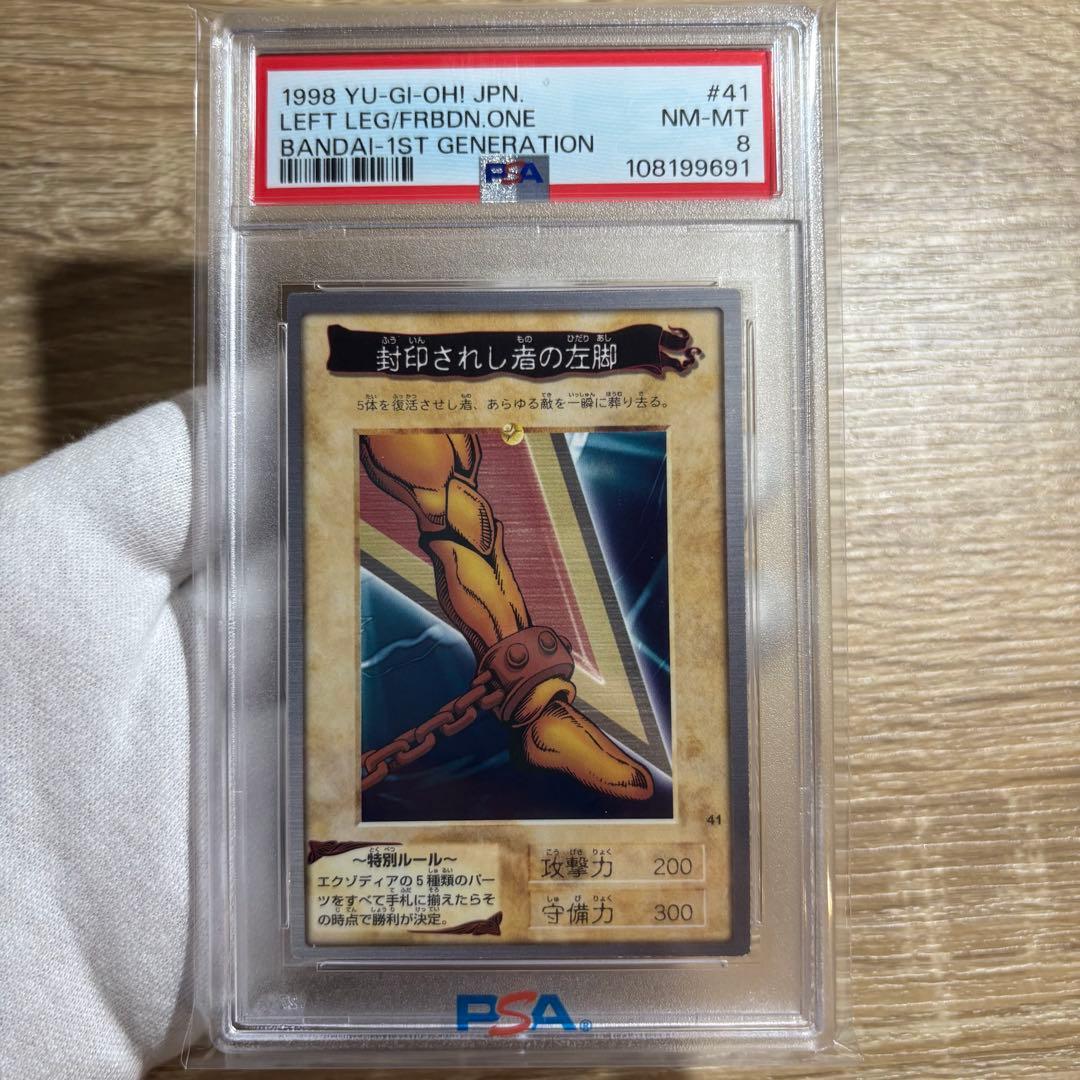 1998 YU-GI-OH! JPN. #41
LEFT LEG/FRBDN.ONE NM-MT
BANDAI-1ST GENERATION 8
PSA 108199691
封印されし者の左脚
5体を復活させし者、あらゆる敵を一瞬に葬り去る。
41
～特別ルール～
エクゾディアの5種類のパー
ツをすべて手札に揃えたらそ
の時点で勝利が決定。
攻撃力 200
守備力 300
PSA®